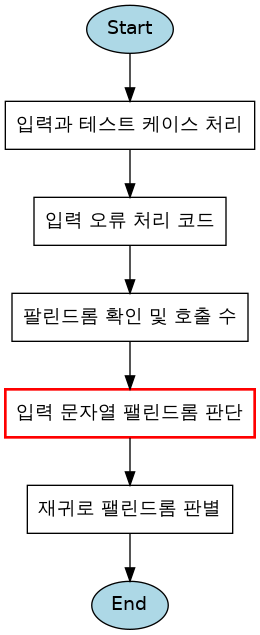 Start
입력과 테스트 케이스 처리
입력 오류 처리 코드
팔린드롬 확인 및 호출 수
입력 문자열 팰린드롬 판단
재귀로 팰린드롬 판별
End